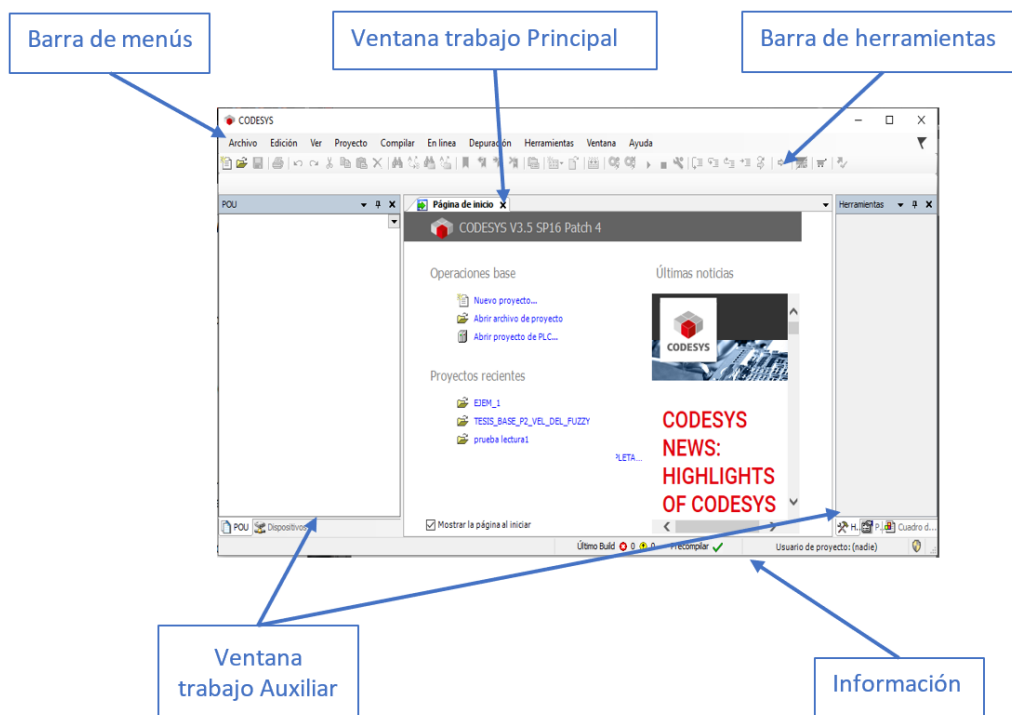 Barra de menús
Ventana trabajo Principal
Barra de herramientas
CODESYS
Archivo Edición Ver Proyecto Compilar En línea Depuración Herramientas Ventana Ayuda
POU
Página de inicio
Herramientas
CODESYS V3.5 SP16 Patch 4
Operaciones base
Nuevo proyecto...
Abrir archivo de proyecto
Abrir proyecto de PLC...
Proyectos recientes
EJEM_1
TESIS_BASE_P2_VEL_DEL_FUZZY
prueba lectura1
PLETA...
Últimas noticias
CODESYS
CODESYS
NEWS:
HIGHLIGHTS
OF CODESYS
Mostrar la página al iniciar
POU Dispositivos
H... P... Cuadro d...
Último Build 0 0 Precompilar
Usuario de proyecto: (nadie)
Ventana
trabajo Auxiliar
Información